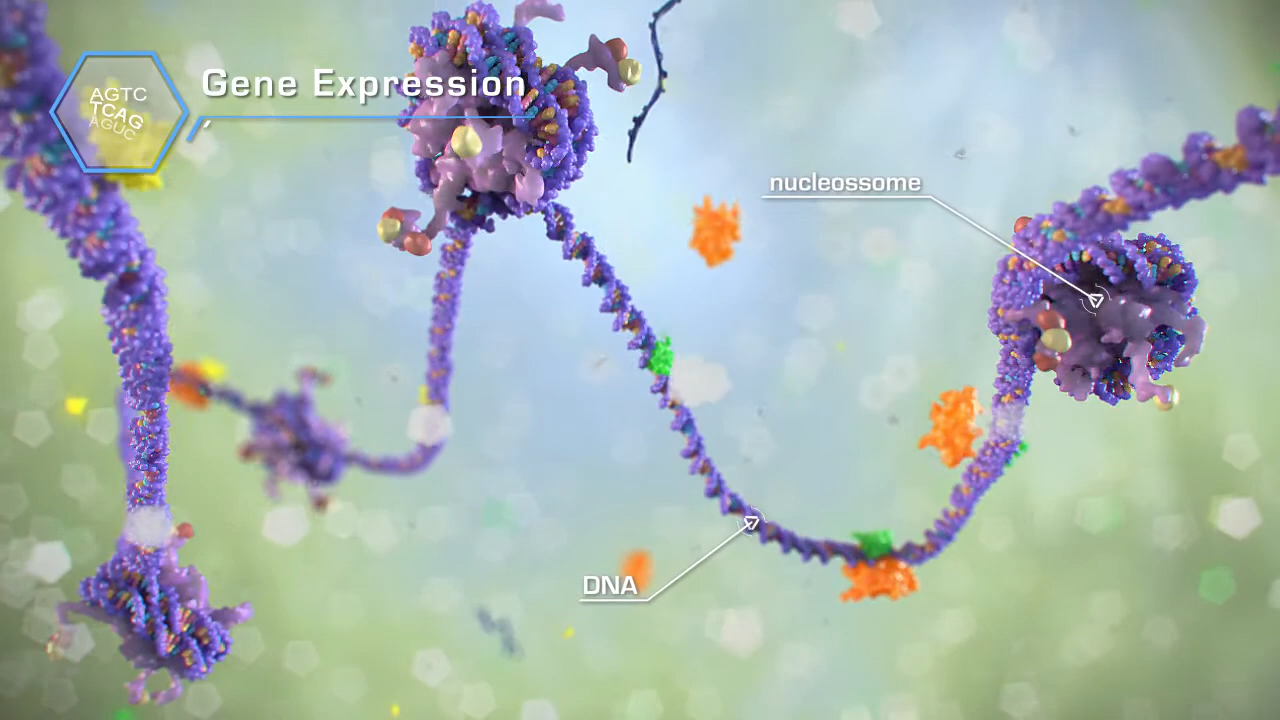 AGTC
TCAG
AGUC
Gene Expression
nucleossome
DNA